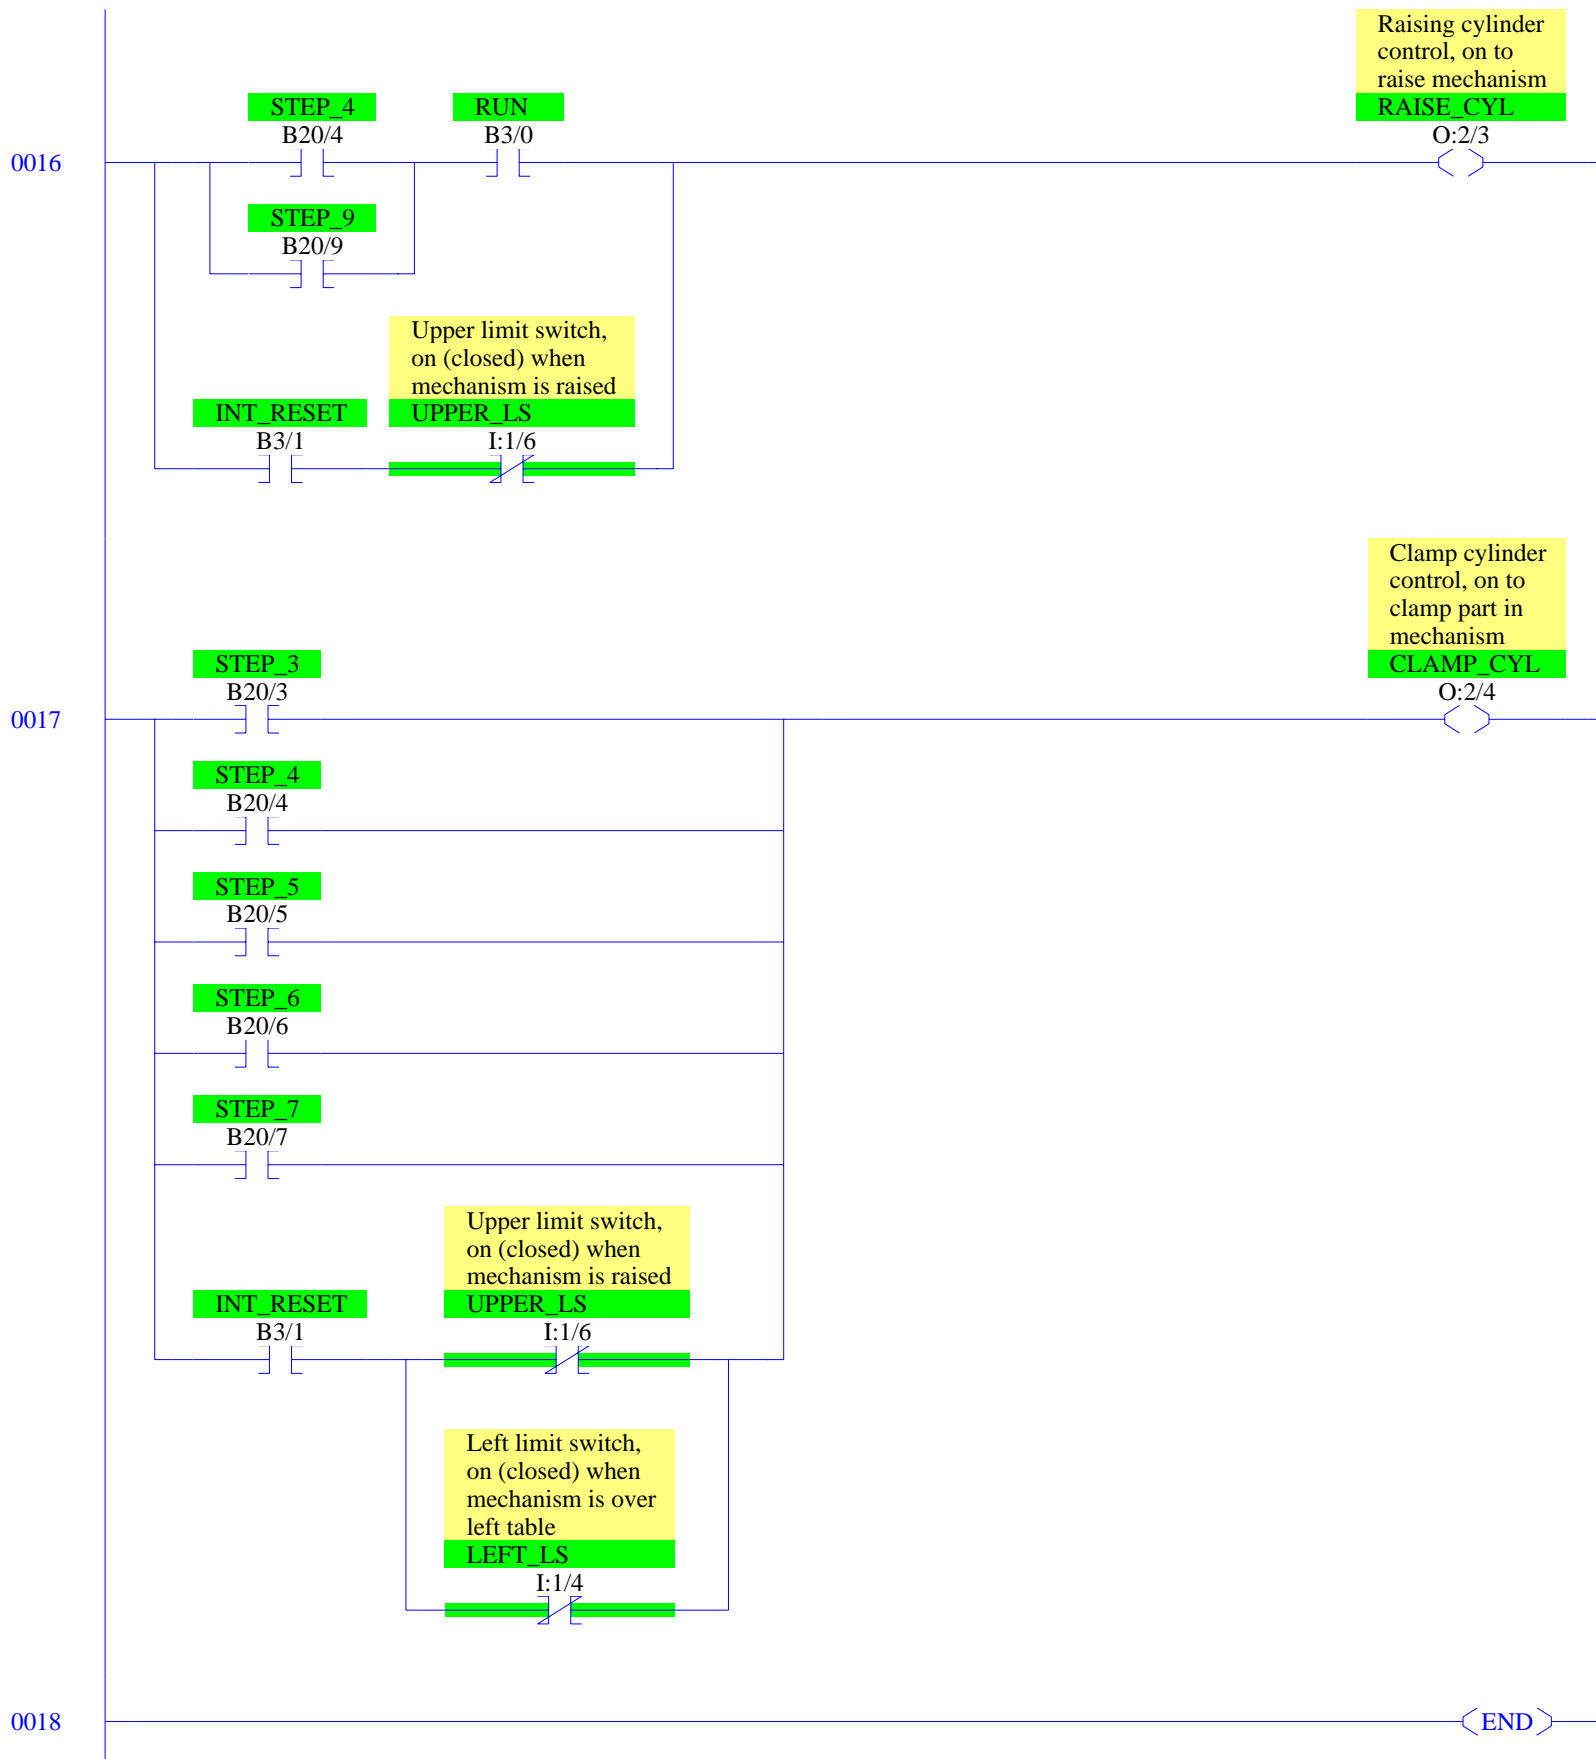 Raising cylinder
control, on to
raise mechanism
RAISE_CYL
O:2/3
STEP_4
B20/4
RUN
B3/0
0016
STEP_9
B20/9
Upper limit switch,
on (closed) when
mechanism is raised
INT_RESET
B3/1
UPPER_LS
I:1/6
Clamp cylinder
control, on to
clamp part in
mechanism
CLAMP_CYL
O:2/4
STEP_3
B20/3
0017
STEP_4
B20/4
STEP_5
B20/5
STEP_6
B20/6
STEP_7
B20/7
Upper limit switch,
on (closed) when
mechanism is raised
INT_RESET
B3/1
UPPER_LS
I:1/6
Left limit switch,
on (closed) when
mechanism is over
left table
LEFT_LS
I:1/4
0018
END